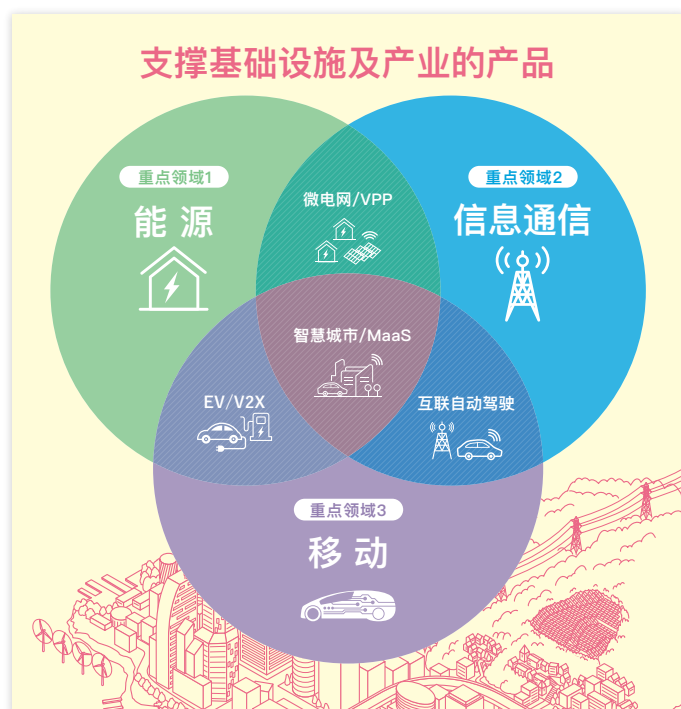 支撑基础设施及产业的产品
重点领域1
能 源
重点领域2
信息通信
微电网/VPP
智慧城市/MaaS
EV/V2X
互联自动驾驶
重点领域3
移 动